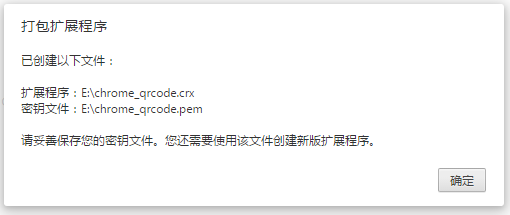 打包扩展程序
已创建以下文件：
扩展程序：E:\chrome_qrcode.crx
密钥文件：E:\chrome_qrcode.pem
请妥善保存您的密钥文件。您还需要使用该文件创建新版扩展程序。
确定